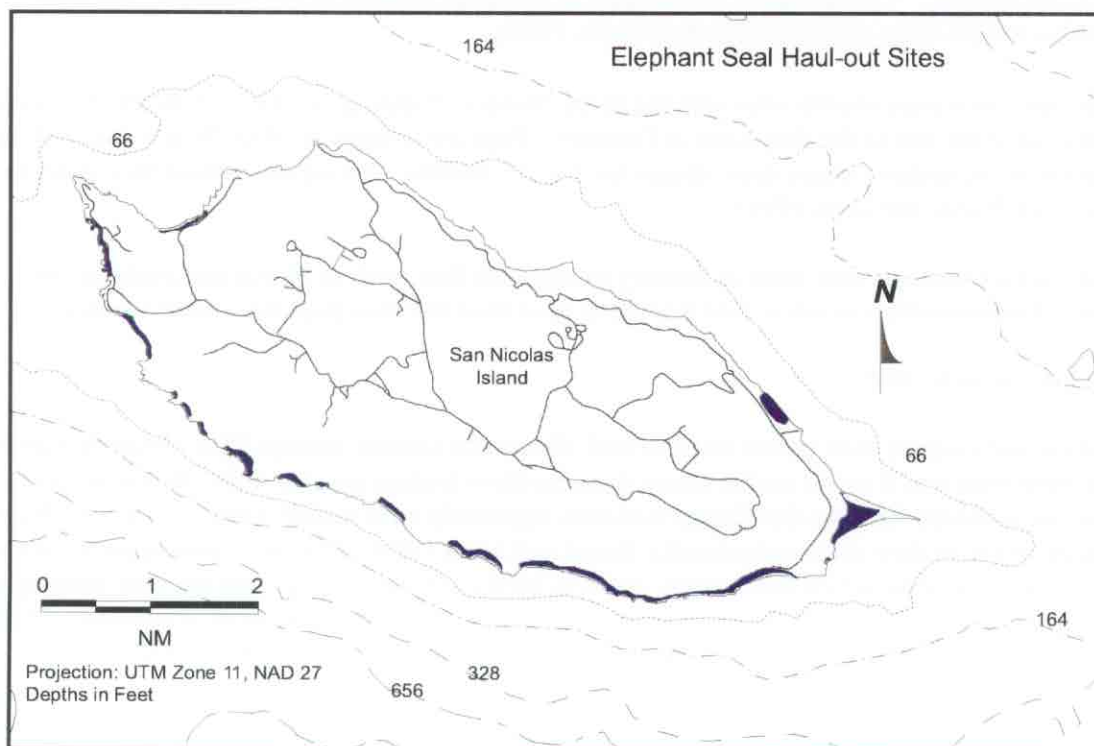 164
Elephant Seal Haul-out Sites
66
N
San Nicolas
Island
66
0 1 2
NM
164
Projection: UTM Zone 11, NAD 27
328
Depths in Feet
656